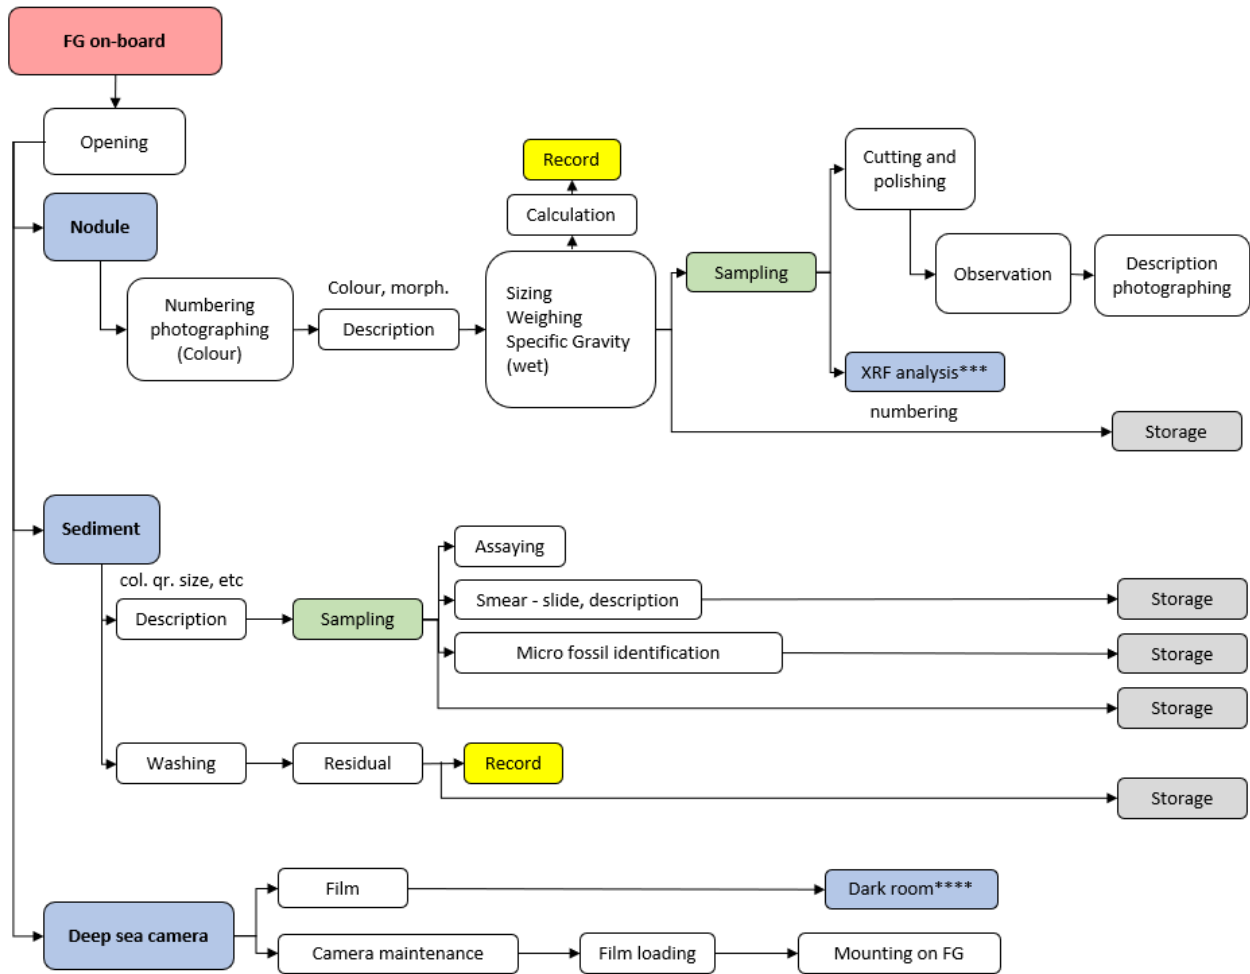 FG on-board
Opening
Nodule
Numbering
photographing
(Colour)
Colour, morph.
Description
Record
Calculation
Sizing
Weighing
Specific Gravity
(wet)
Sampling
Cutting and
polishing
Observation
Description
photographing
XRF analysis***
numbering
Storage
Sediment
col. qr. size, etc
Description
Sampling
Assaying
Smear - slide, description
Storage
Micro fossil identification
Storage
Storage
Washing
Residual
Record
Storage
Deep sea camera
Film
Dark room****
Camera maintenance
Film loading
Mounting on FG